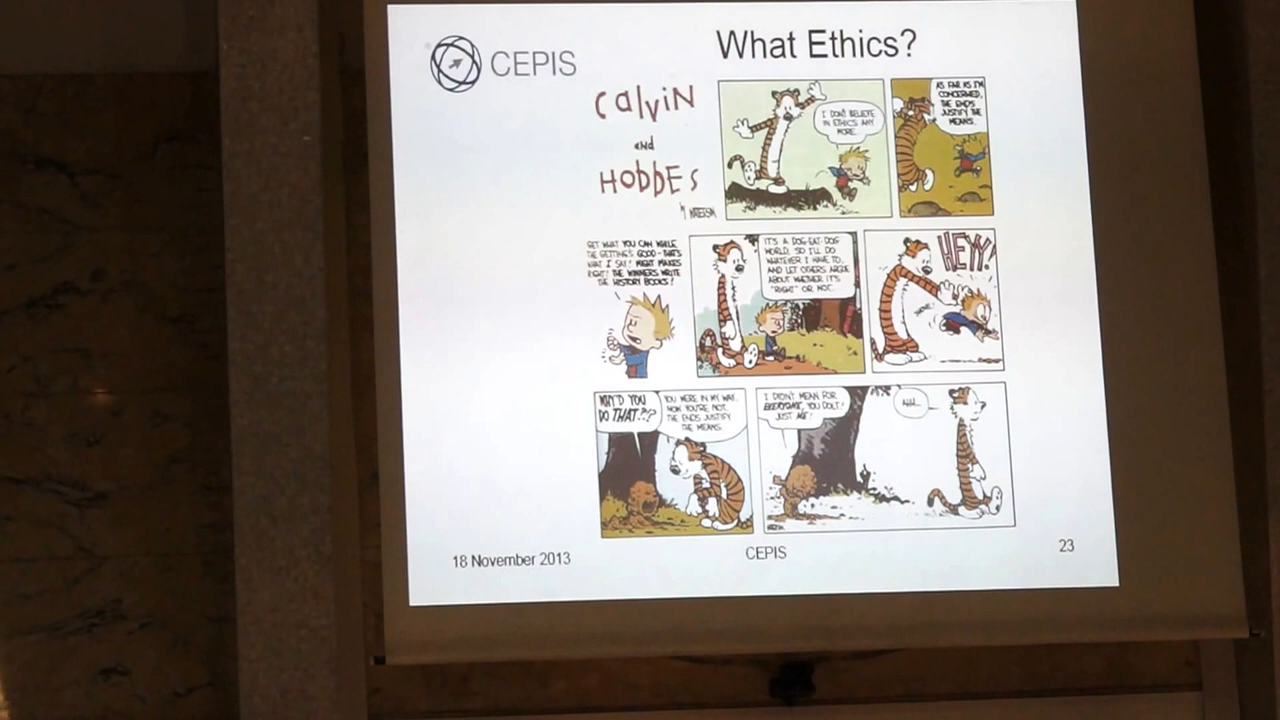 CEPIS
What Ethics?
CalviN
and
HobbEs
by WATTERSON
I DON'T BELIEVE
IN ETHICS ANY
MORE.
AS FAR AS I'M
CONCERNED,
THE ENDS
JUSTIFY THE
MEANS.
GET WHAT YOU CAN WHILE
THE GETTING'S GOOD - THAT'S
WHAT I SAY! MIGHT MAKES
RIGHT! THE WINNERS WRITE
THE HISTORY BOOKS!
IT'S A DOG-EAT-DOG
WORLD, SO I'LL DO
WHATEVER I HAVE TO,
AND LET OTHERS ARGUE
ABOUT WHETHER IT'S
"RIGHT" OR NOT.
HEYY!
WHY'D YOU
DO THAT?!?
YOU WERE IN MY WAY.
NOW YOU'RE NOT.
THE ENDS JUSTIFY
THE MEANS.
I DIDN'T MEAN FOR
EVERYONE, YOU DOLT!
JUST ME!
AHH...
18 November 2013
CEPIS
23